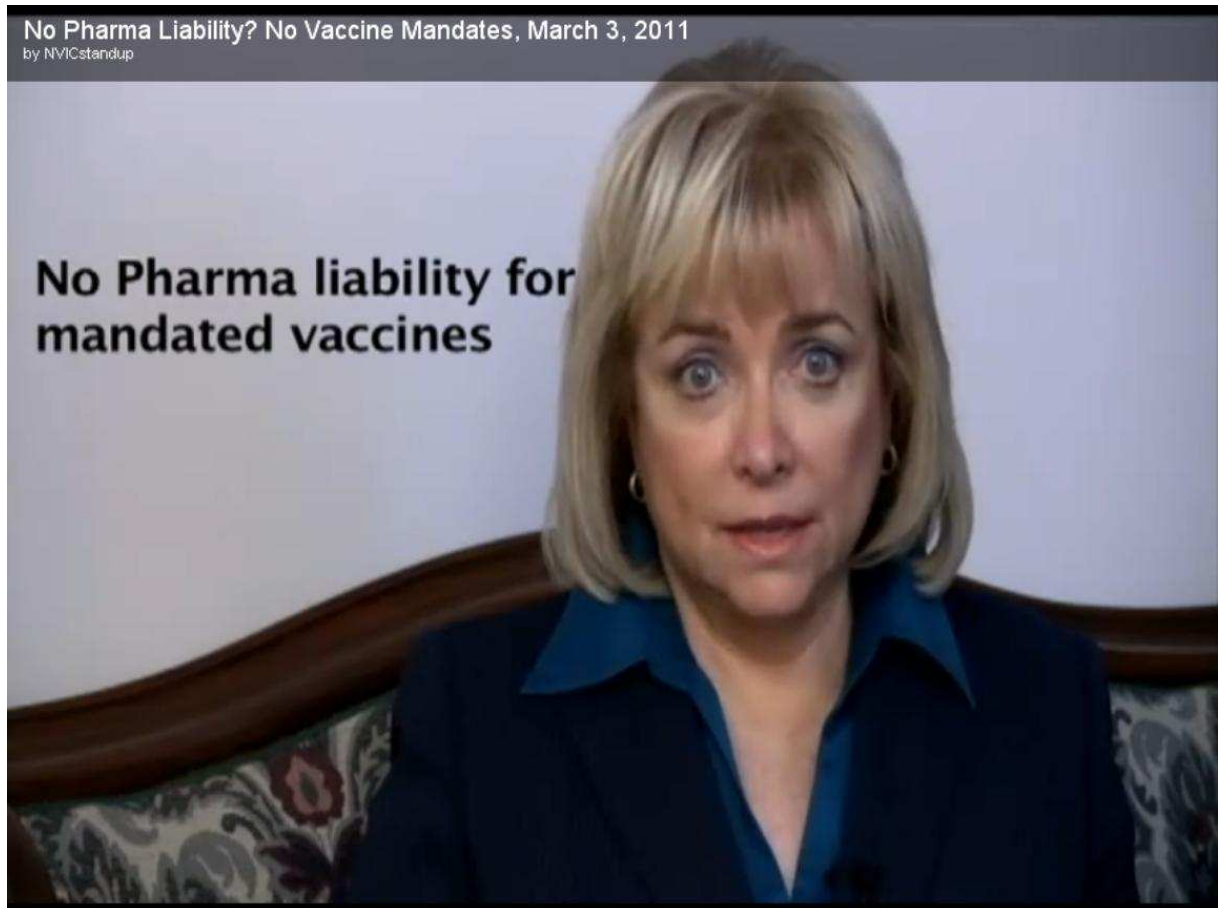 No Pharma Liability? No Vaccine Mandates, March 3, 2011
by NVICstandup
No Pharma liability for
mandated vaccines